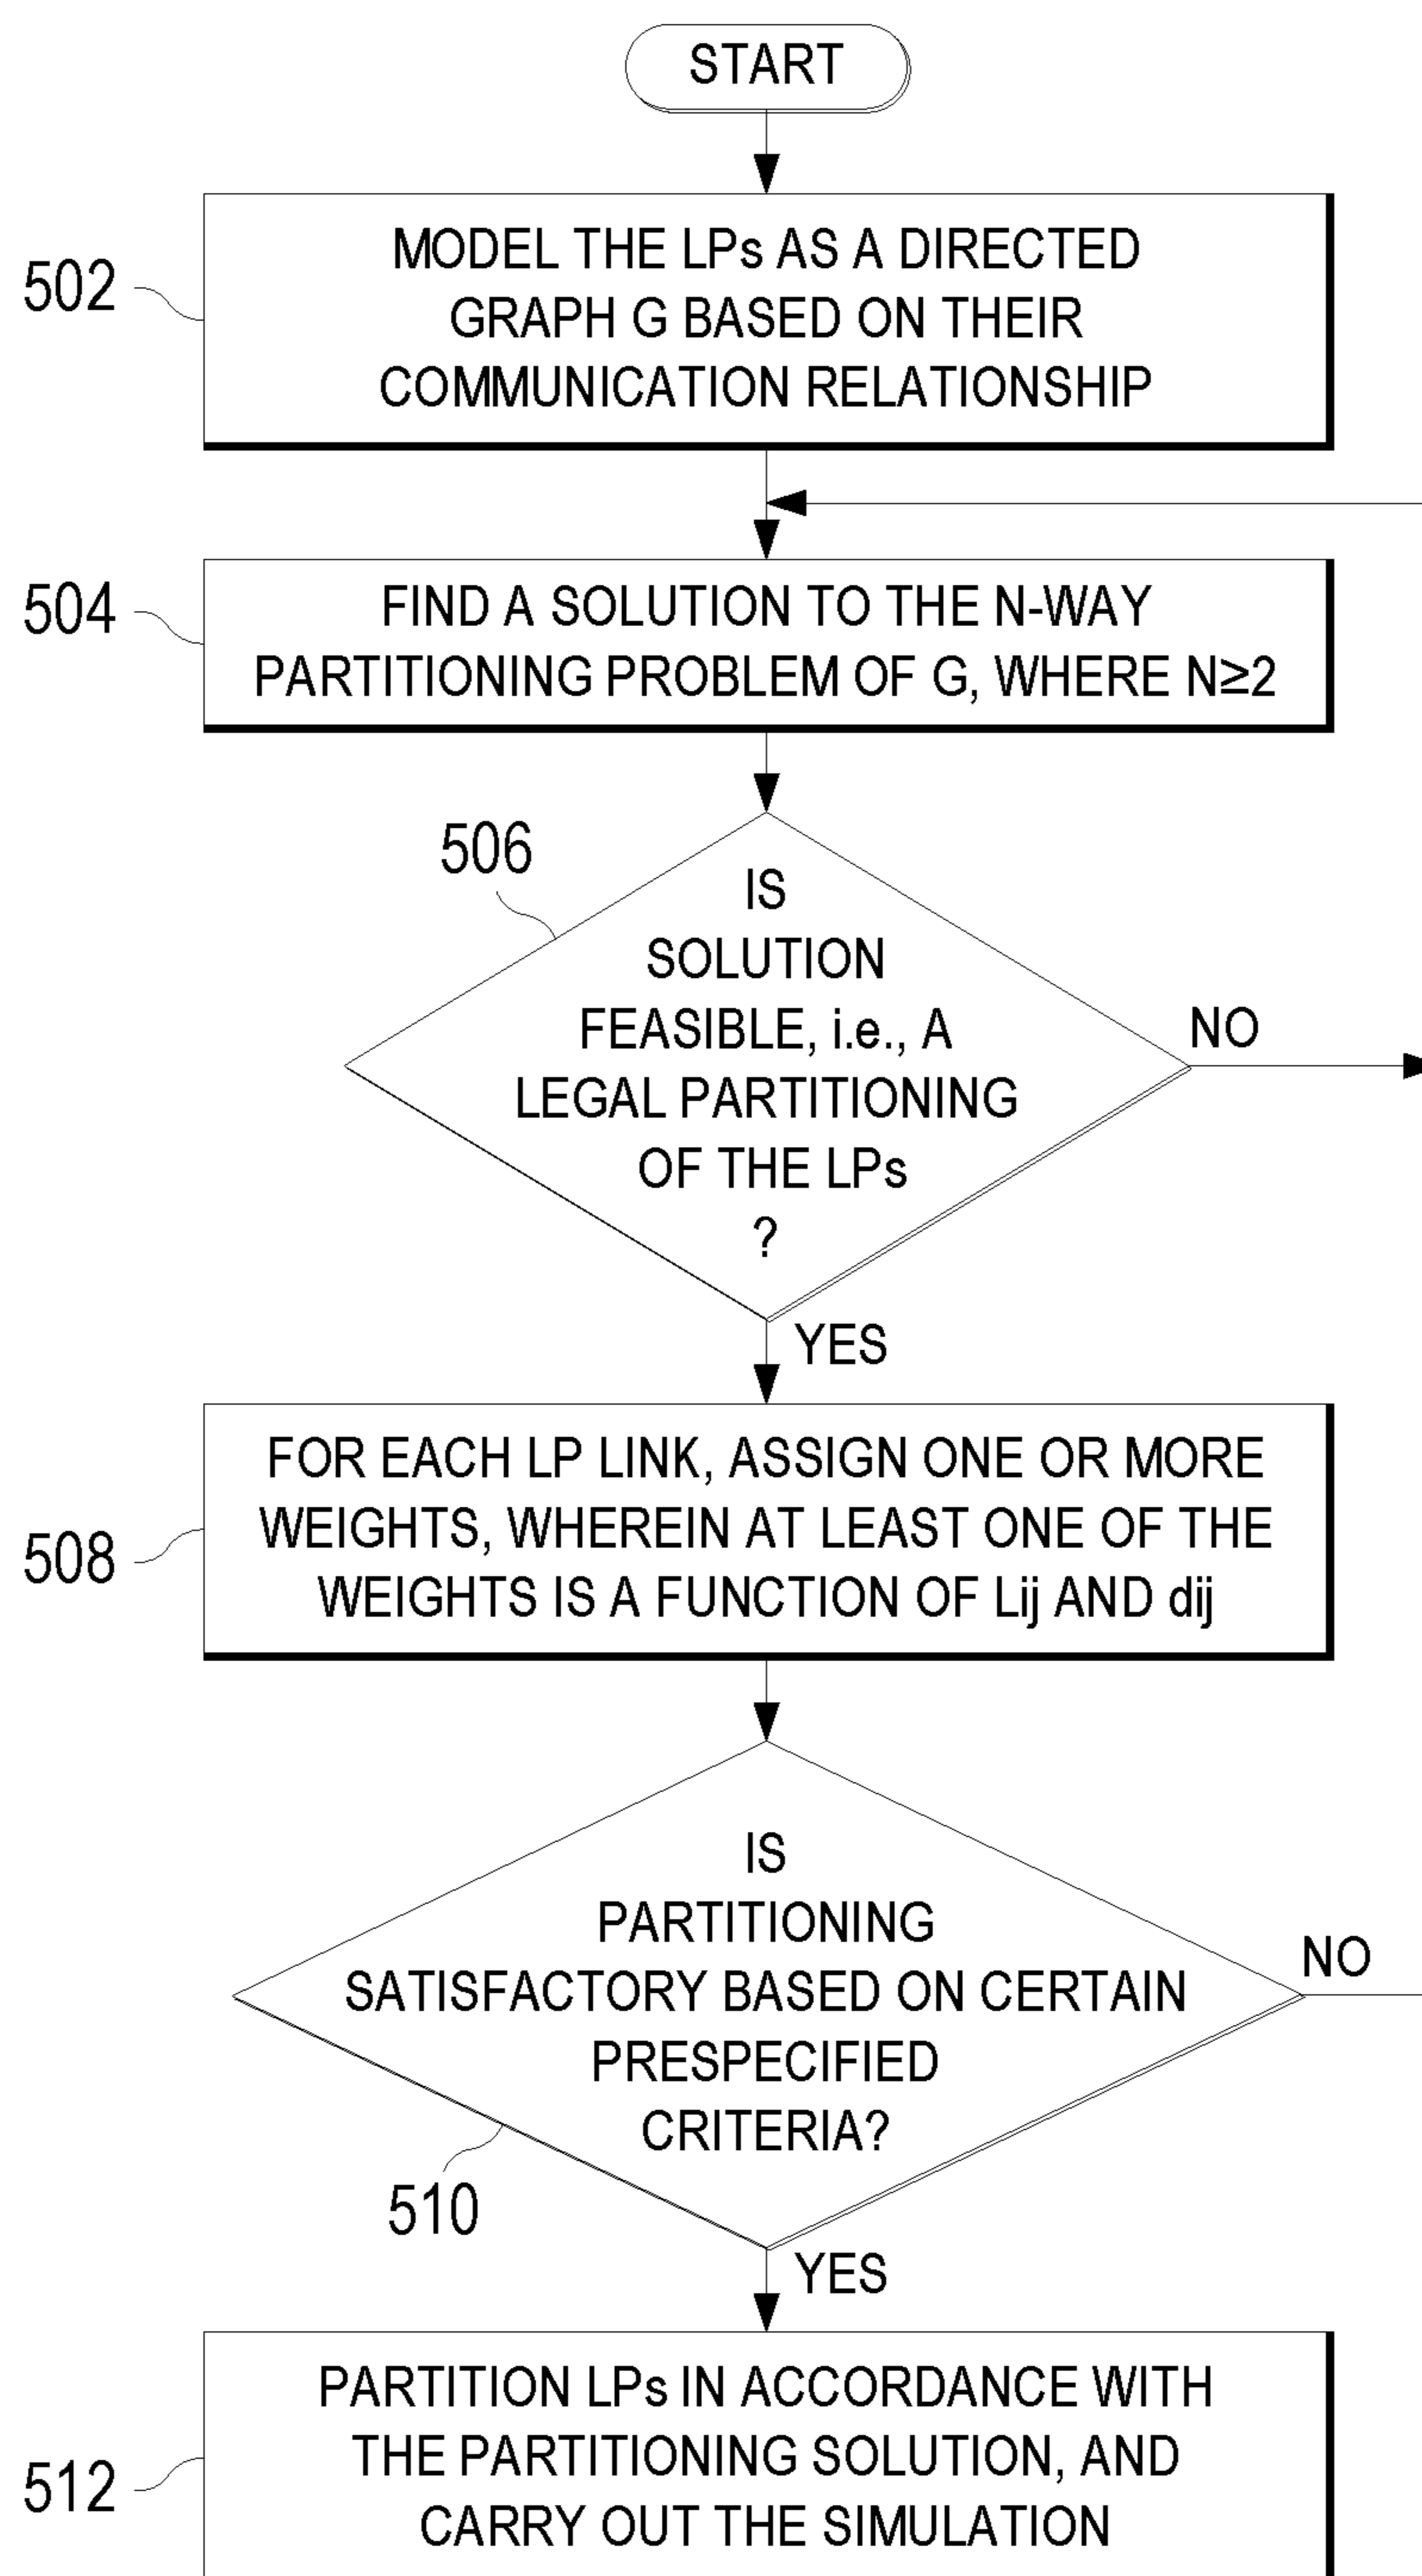 START
502
MODEL THE LPs AS A DIRECTED
GRAPH G BASED ON THEIR
COMMUNICATION RELATIONSHIP
504
FIND A SOLUTION TO THE N-WAY
PARTITIONING PROBLEM OF G, WHERE N≥2
506
IS
SOLUTION
FEASIBLE, i.e., A
LEGAL PARTITIONING
OF THE LPs
?
NO
YES
508
FOR EACH LP LINK, ASSIGN ONE OR MORE
WEIGHTS, WHEREIN AT LEAST ONE OF THE
WEIGHTS IS A FUNCTION OF Lij AND dij
IS
PARTITIONING
SATISFACTORY BASED ON CERTAIN
PRESPECIFIED
CRITERIA?
NO
510
YES
512
PARTITION LPs IN ACCORDANCE WITH
THE PARTITIONING SOLUTION, AND
CARRY OUT THE SIMULATION